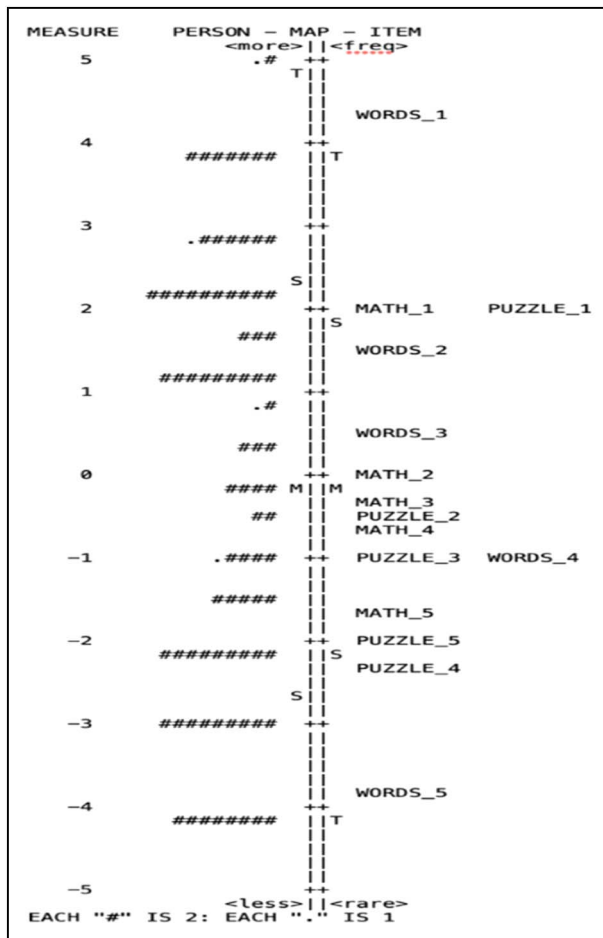 MEASURE PERSON – MAP – ITEM
<more>||<freq>
5 .# ++
T||
||
|| WORDS_1
||
4 ++
####### ||T
||
||
||
||
3 ++
.###### ||
||
||
S||
########## ||
2 ++ MATH_1 PUZZLE_1
||S
### ||
|| WORDS_2
||
######### ||
1 ++
.# ||
||
|| WORDS_3
### ||
||
0 ++ MATH_2
#### M||M
|| MATH_3
## || PUZZLE_2
|| MATH_4
||
–1 .#### ++ PUZZLE_3 WORDS_4
||
||
##### ||
|| MATH_5
||
–2 ++ PUZZLE_5
######### ||S
|| PUZZLE_4
||
S||
||
–3 ######### ++
||
||
||
||
|| WORDS_5
–4 ++
######## ||T
||
||
||
||
–5 ++
<less>||<rare>
EACH "#" IS 2: EACH "." IS 1